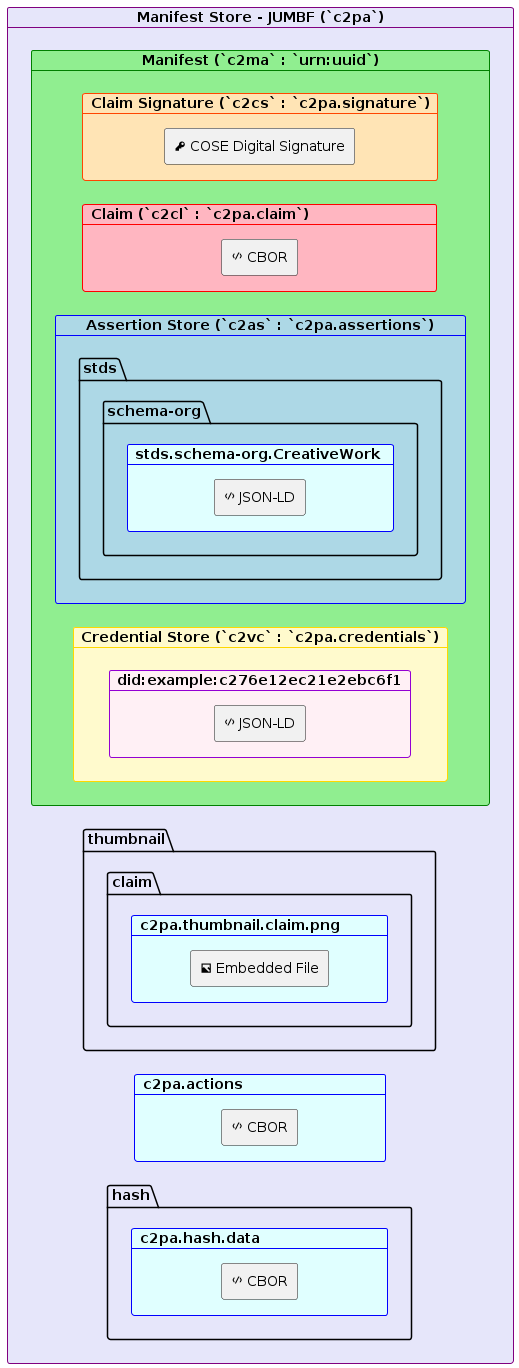 Manifest Store - JUMBF (`c2pa`)
Manifest (`c2ma` : `urn:uuid`)
Claim Signature (`c2cs` : `c2pa.signature`)
COSE Digital Signature
Claim (`c2cl` : `c2pa.claim`)
CBOR
Assertion Store (`c2as` : `c2pa.assertions`)
stds
schema-org
stds.schema-org.CreativeWork
JSON-LD
Credential Store (`c2vc` : `c2pa.credentials`)
did:example:c276e12ec21e2ebc6f1
JSON-LD
thumbnail
claim
c2pa.thumbnail.claim.png
Embedded File
c2pa.actions
CBOR
hash
c2pa.hash.data
CBOR